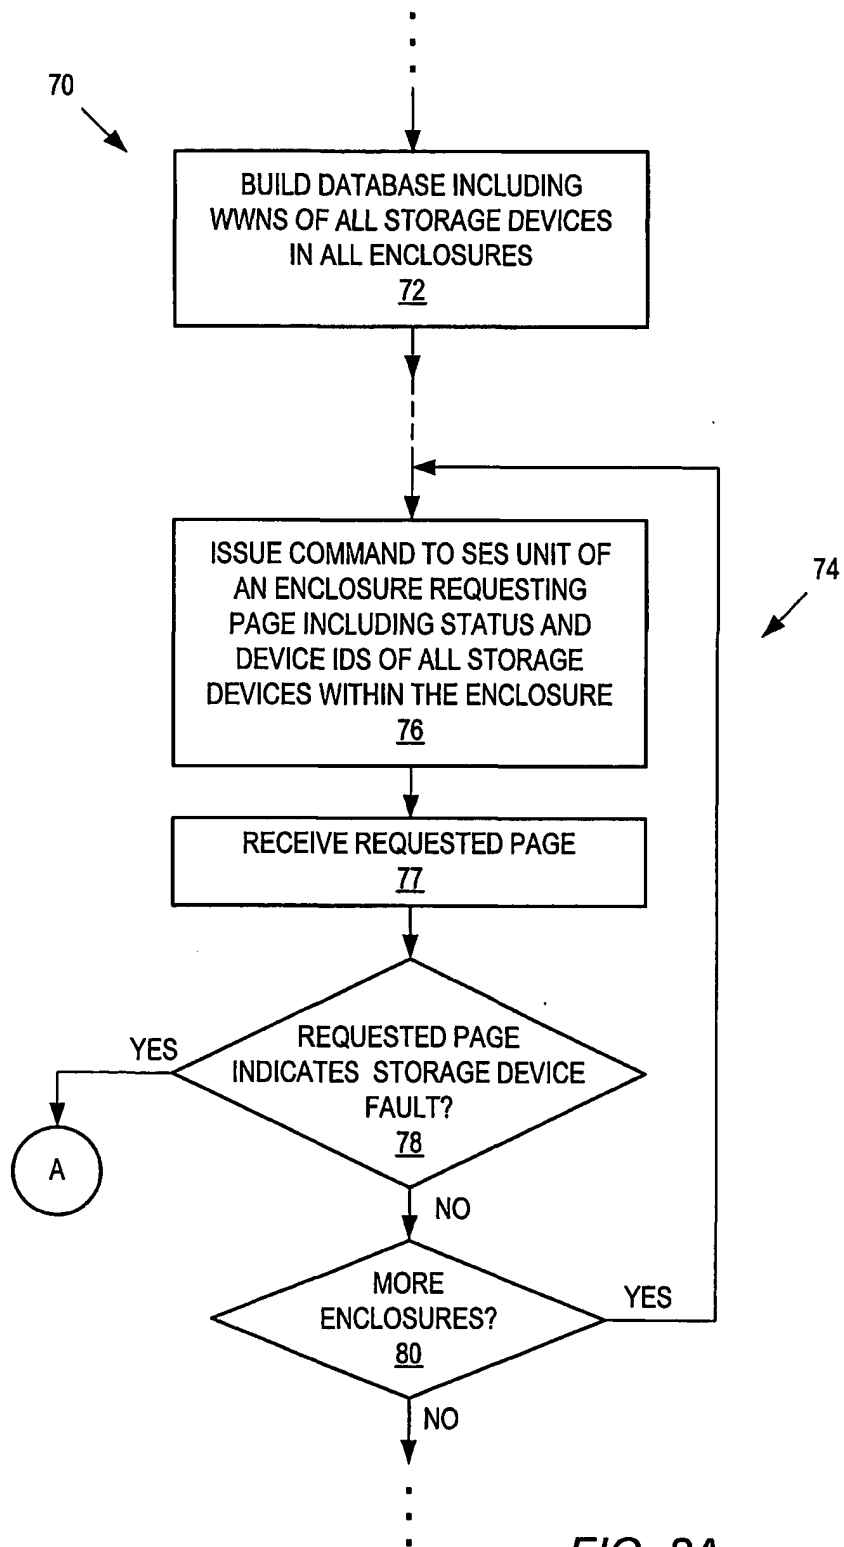 70
BUILD DATABASE INCLUDING
WWNS OF ALL STORAGE DEVICES
IN ALL ENCLOSURES
72
ISSUE COMMAND TO SES UNIT OF
AN ENCLOSURE REQUESTING
PAGE INCLUDING STATUS AND
DEVICE IDS OF ALL STORAGE
DEVICES WITHIN THE ENCLOSURE
76
74
RECEIVE REQUESTED PAGE
77
YES
REQUESTED PAGE
INDICATES STORAGE DEVICE
FAULT?
78
A
NO
MORE
ENCLOSURES?
80
YES
NO